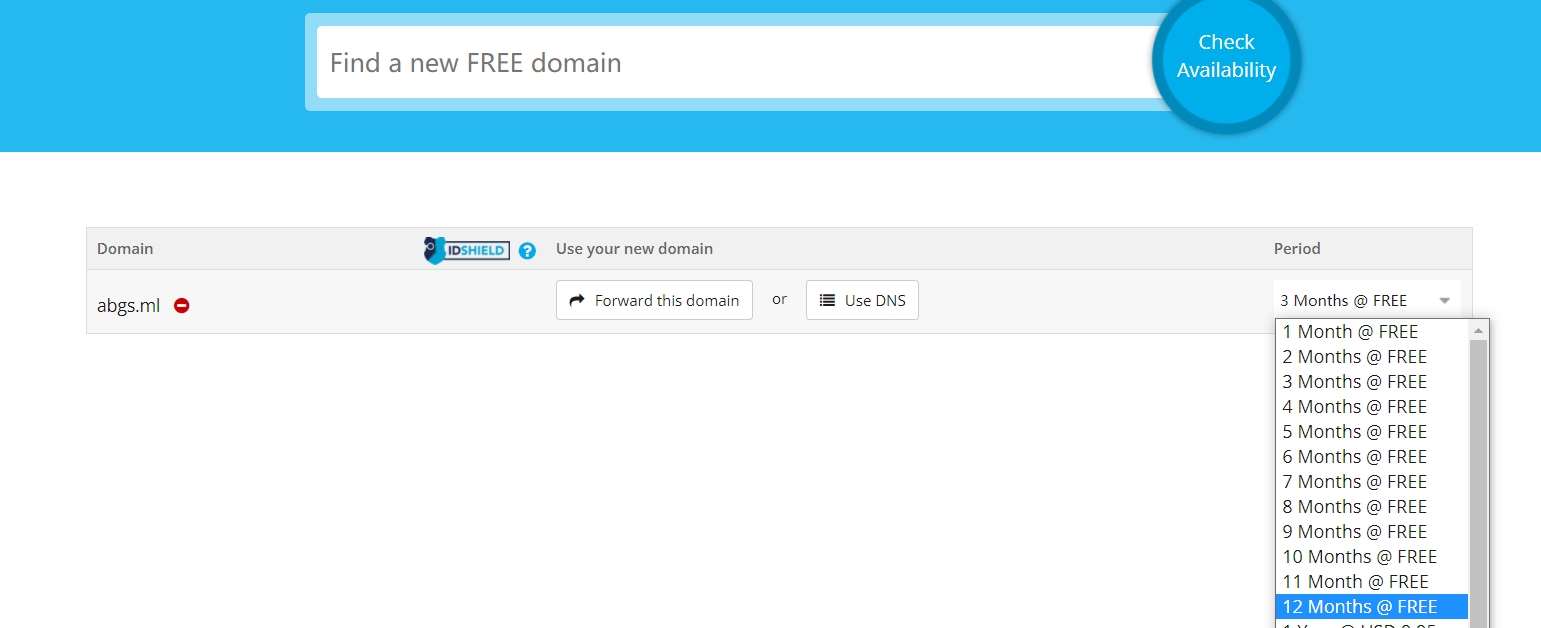 Find a new FREE domain
Check
Availability
Domain
IDSHIELD
?
Use your new domain
Period
abgs.ml
Forward this domain
or
Use DNS
3 Months @ FREE
1 Month @ FREE
2 Months @ FREE
3 Months @ FREE
4 Months @ FREE
5 Months @ FREE
6 Months @ FREE
7 Months @ FREE
8 Months @ FREE
9 Months @ FREE
10 Months @ FREE
11 Month @ FREE
12 Months @ FREE